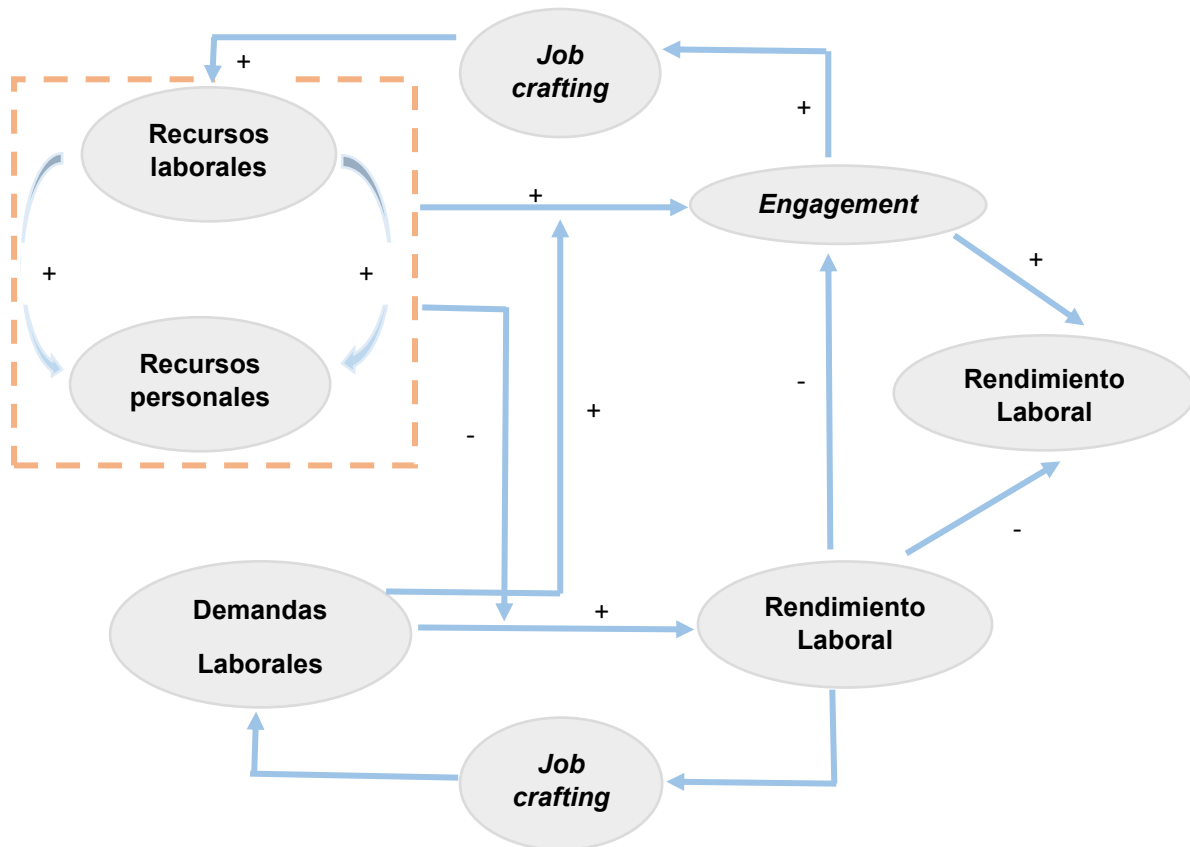 Job
crafting
+
+
Recursos
laborales
+
Engagement
+
+
+
Recursos
personales
+
-
-
Rendimiento
Laboral
-
Demandas
Laborales
+
Rendimiento
Laboral
Job
crafting